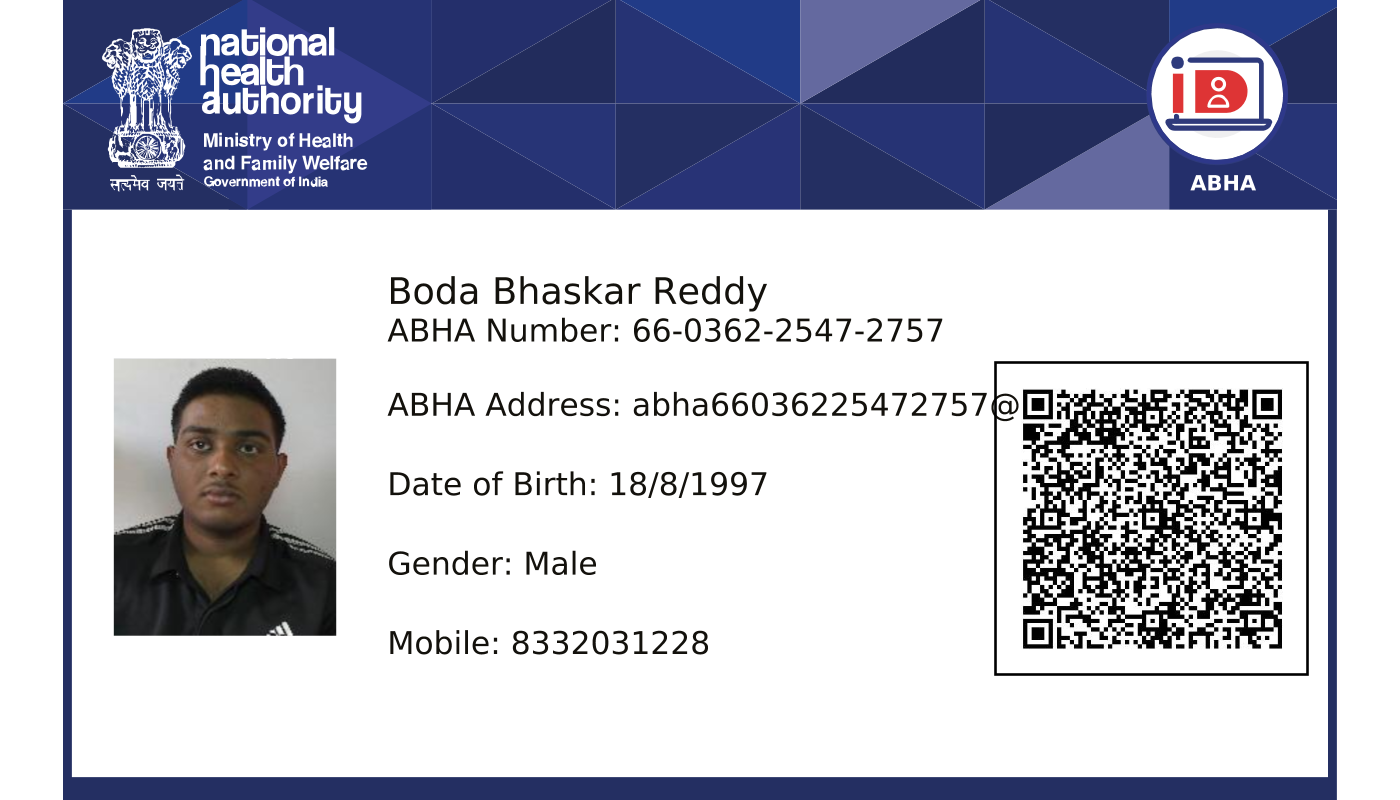 national
health
authority
Ministry of Health
and Family Welfare
Government of India
सत्यमेव जयते
ABHA
Boda Bhaskar Reddy
ABHA Number: 66-0362-2547-2757
ABHA Address: abha66036225472757@
Date of Birth: 18/8/1997
Gender: Male
Mobile: 8332031228